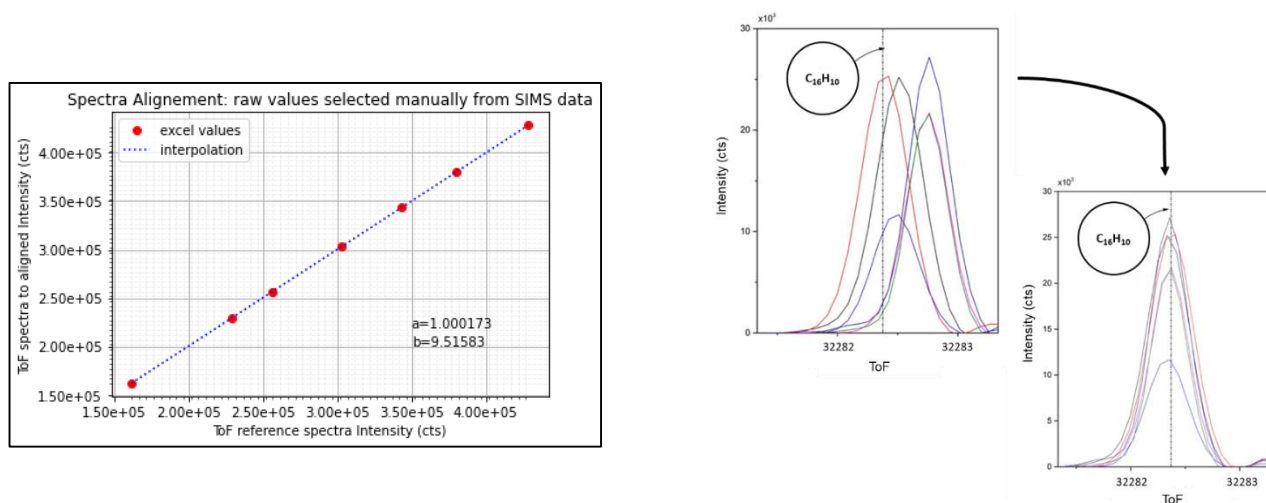 Spectra Alignement: raw values selected manually from SIMS data
excel values
interpolation
4.00e+05
3.50e+05
3.00e+05
2.50e+05
2.00e+05
1.50e+05
ToF spectra to aligned Intensity (cts)
a=1.000173
b=9.51583
1.50e+05 2.00e+05 2.50e+05 3.00e+05 3.50e+05 4.00e+05
ToF reference spectra Intensity (cts)
x10³
30
20
10
0
Intensity (cts)
C₁₆H₁₀
32282 32283
ToF
x10³
30
25
20
15
10
5
0
Intensity (cts)
C₁₆H₁₀
32282 32283
ToF